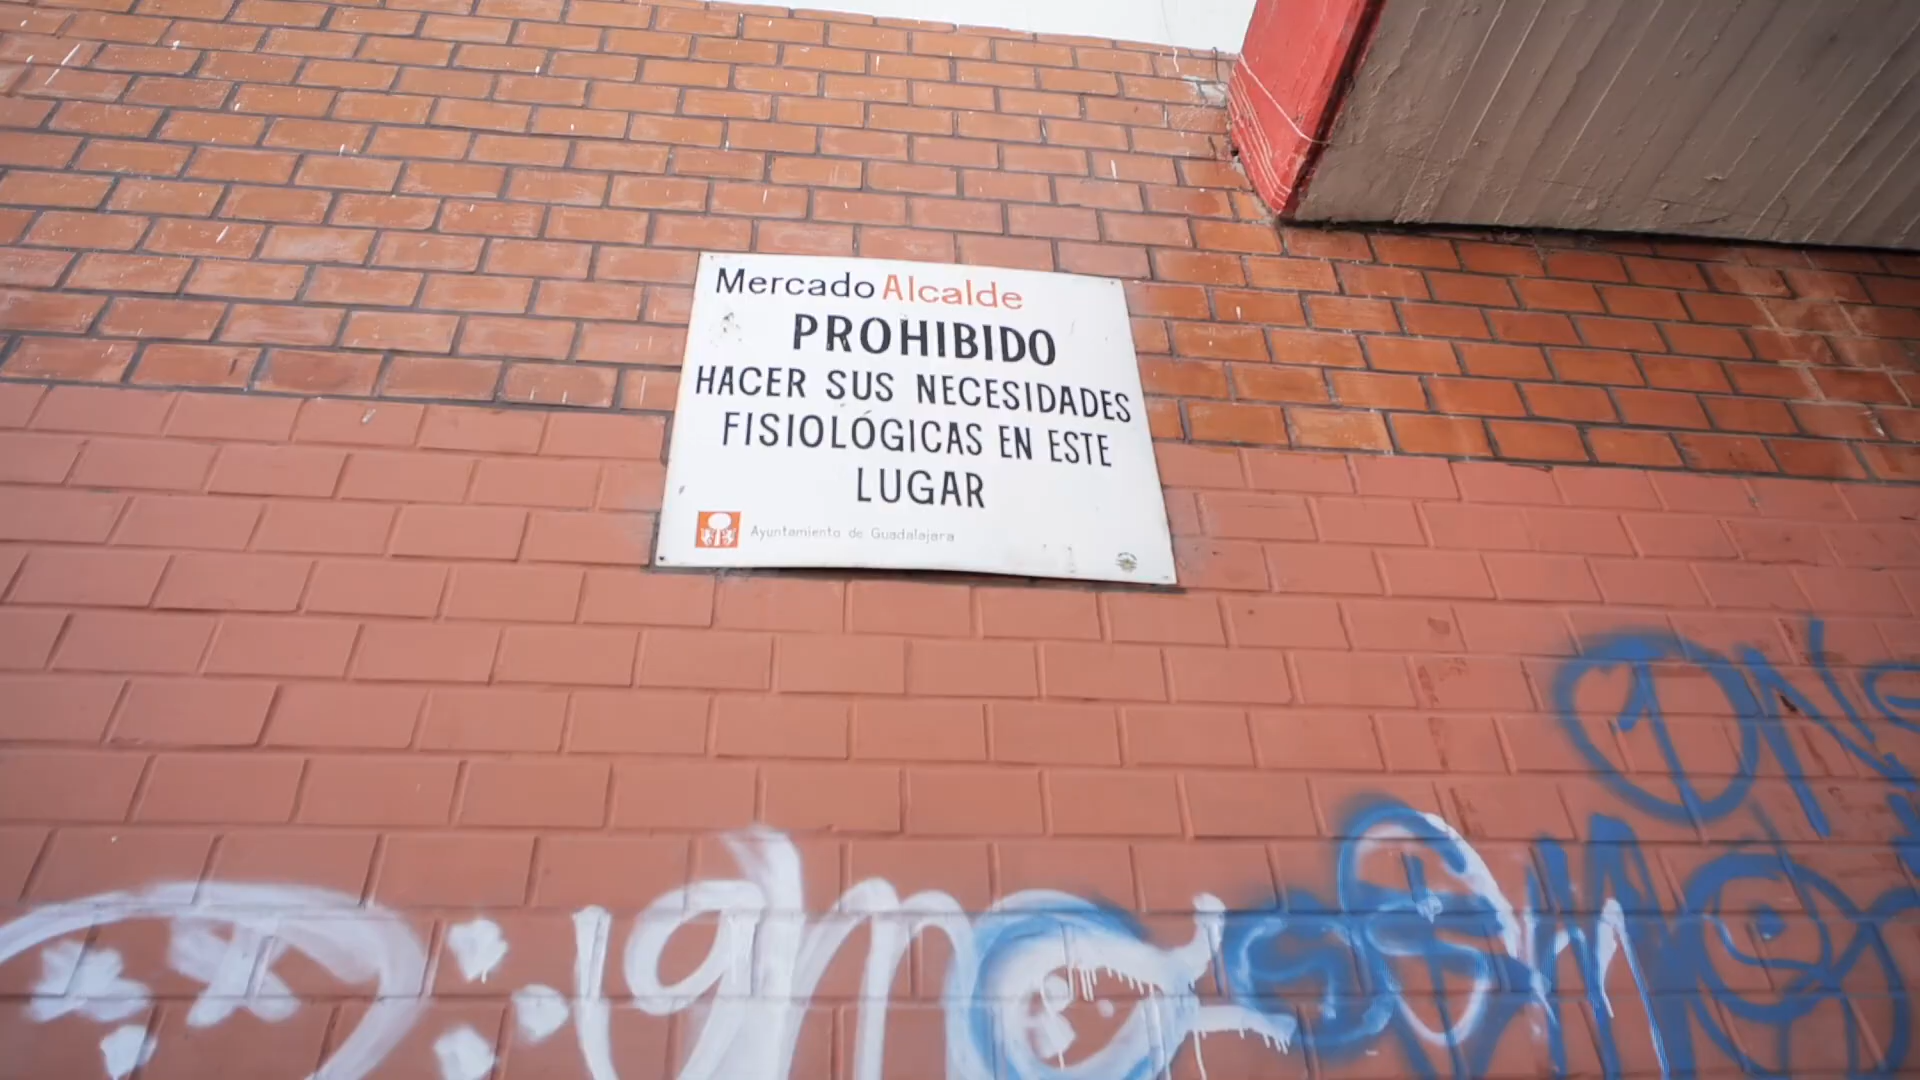 Mercado Alcalde
PROHIBIDO
HACER SUS NECESIDADES
FISIOLÓGICAS EN ESTE
LUGAR
Ayuntamiento de Guadalajara